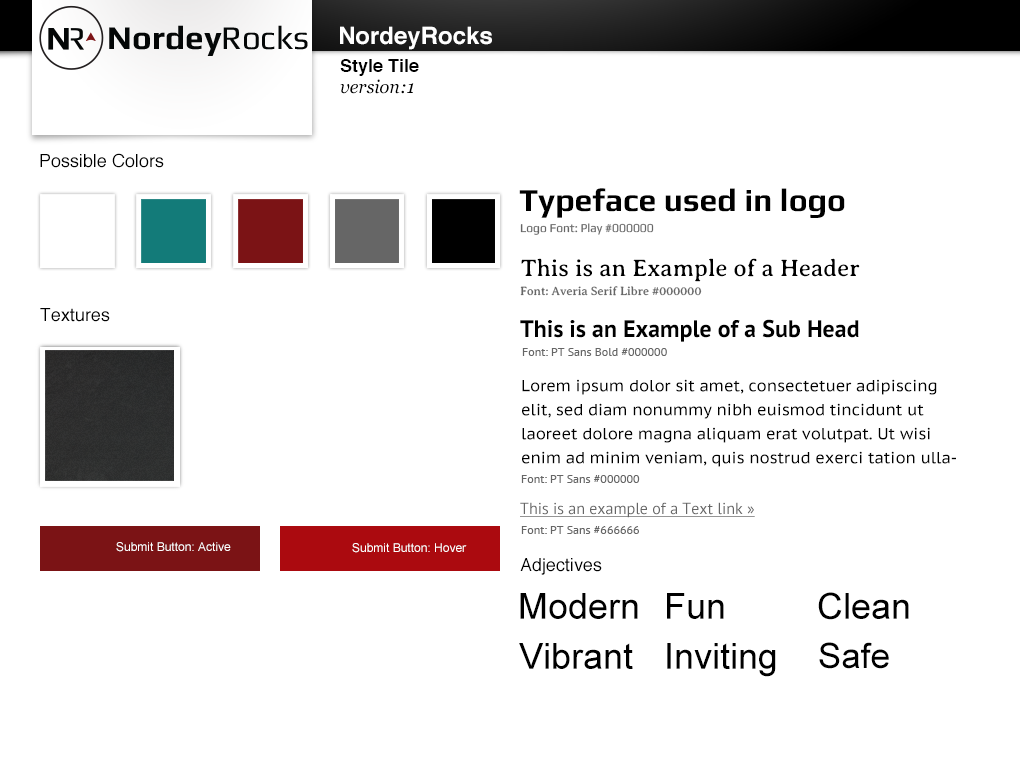 NR NordeyRocks
NordeyRocks
Style Tile
version:1
Possible Colors
Textures
Submit Button: Active
Submit Button: Hover
Typeface used in logo
Logo Font: Play #000000
This is an Example of a Header
Font: Averia Serif Libre #000000
This is an Example of a Sub Head
Font: PT Sans Bold #000000
Lorem ipsum dolor sit amet, consectetuer adipiscing
elit, sed diam nonummy nibh euismod tincidunt ut
laoreet dolore magna aliquam erat volutpat. Ut wisi
enim ad minim veniam, quis nostrud exerci tation ulla-
Font: PT Sans #000000
This is an example of a Text link »
Font: PT Sans #666666
Adjectives
Modern Fun Clean
Vibrant Inviting Safe